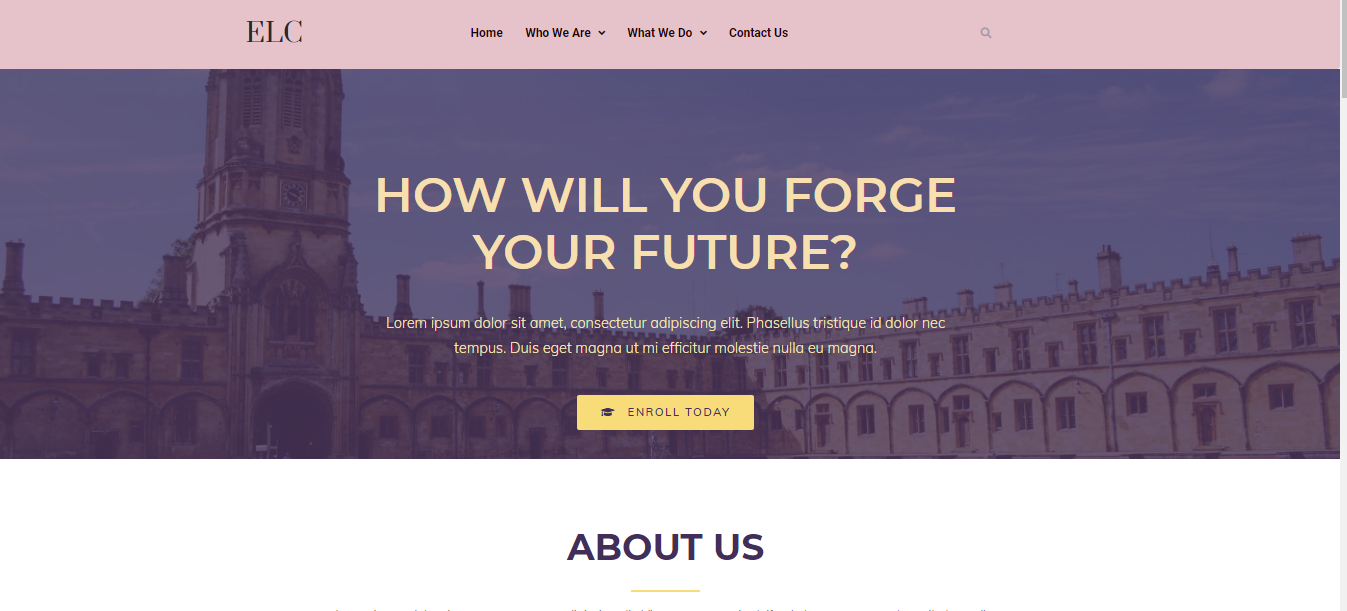 ELC
Home Who We Are What We Do Contact Us
HOW WILL YOU FORGE
YOUR FUTURE?
Lorem ipsum dolor sit amet, consectetur adipiscing elit. Phasellus tristique id dolor nec
tempus. Duis eget magna ut mi efficitur molestie nulla eu magna.
ENROLL TODAY
ABOUT US